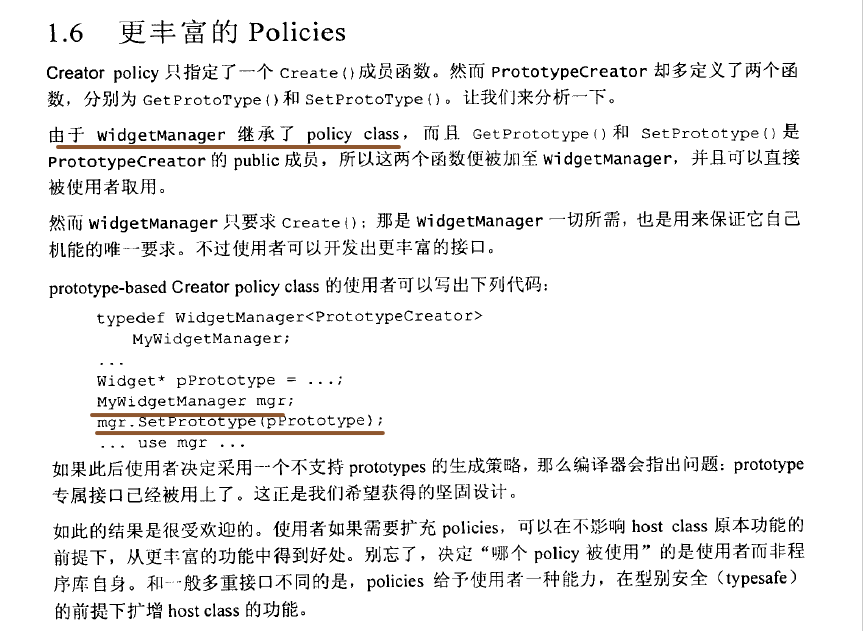 1.6 更丰富的 Policies
Creator policy 只指定了一个 Create()成员函数。然而 PrototypeCreator 却多定义了两个函
数，分别为 GetProtoType()和 SetProtoType()。让我们来分析一下。
由于 WidgetManager 继承了 policy class，而且 GetPrototype()和 SetPrototype()是
PrototypeCreator 的 public 成员，所以这两个函数便被加至 WidgetManager，并且可以直接
被使用者取用。
然而 WidgetManager 只要求 Create()；那是 WidgetManager 一切所需，也是用来保证它自己
机能的唯一要求。不过使用者可以开发出更丰富的接口。
prototype-based Creator policy class 的使用者可以写出下列代码：
typedef WidgetManager<PrototypeCreator>
MyWidgetManager;
...
Widget* pPrototype = ...;
MyWidgetManager mgr;
mgr.SetPrototype(pPrototype);
... use mgr ...
如果此后使用者决定采用一个不支持 prototypes 的生成策略，那么编译器会指出问题：prototype
专属接口已经被用上了。这正是我们希望获得的坚固设计。
如此的结果是很受欢迎的。使用者如果需要扩充 policies，可以在不影响 host class 原本功能的
前提下，从更丰富的功能中得到好处。别忘了，决定“哪个 policy 被使用”的是使用者而非程
序库自身。和一般多重接口不同的是，policies 给予使用者一种能力，在型别安全（typesafe）
的前提下扩增 host class 的功能。